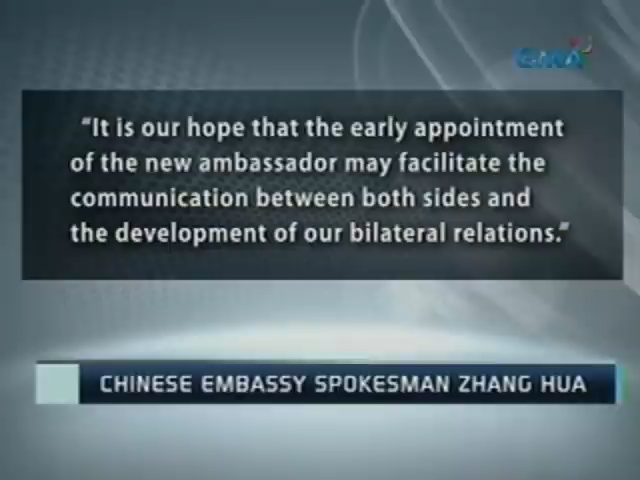 GMA
“It is our hope that the early appointment
of the new ambassador may facilitate the
communication between both sides and
the development of our bilateral relations.”
CHINESE EMBASSY SPOKESMAN ZHANG HUA